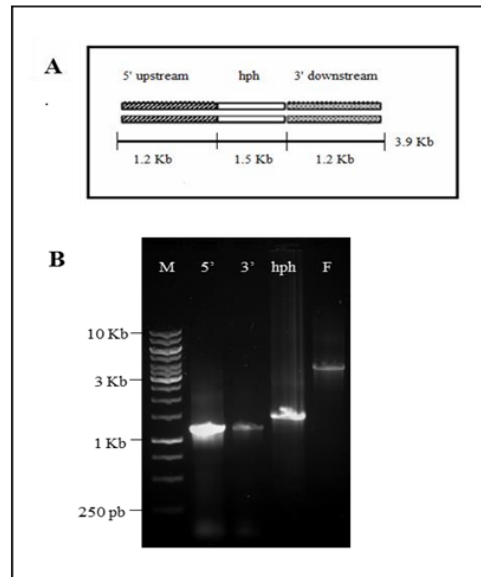 A
5' upstream hph 3' downstream
3.9 Kb
1.2 Kb 1.5 Kb 1.2 Kb
B
M 5' 3' hph F
10 Kb
3 Kb
1 Kb
250 pb